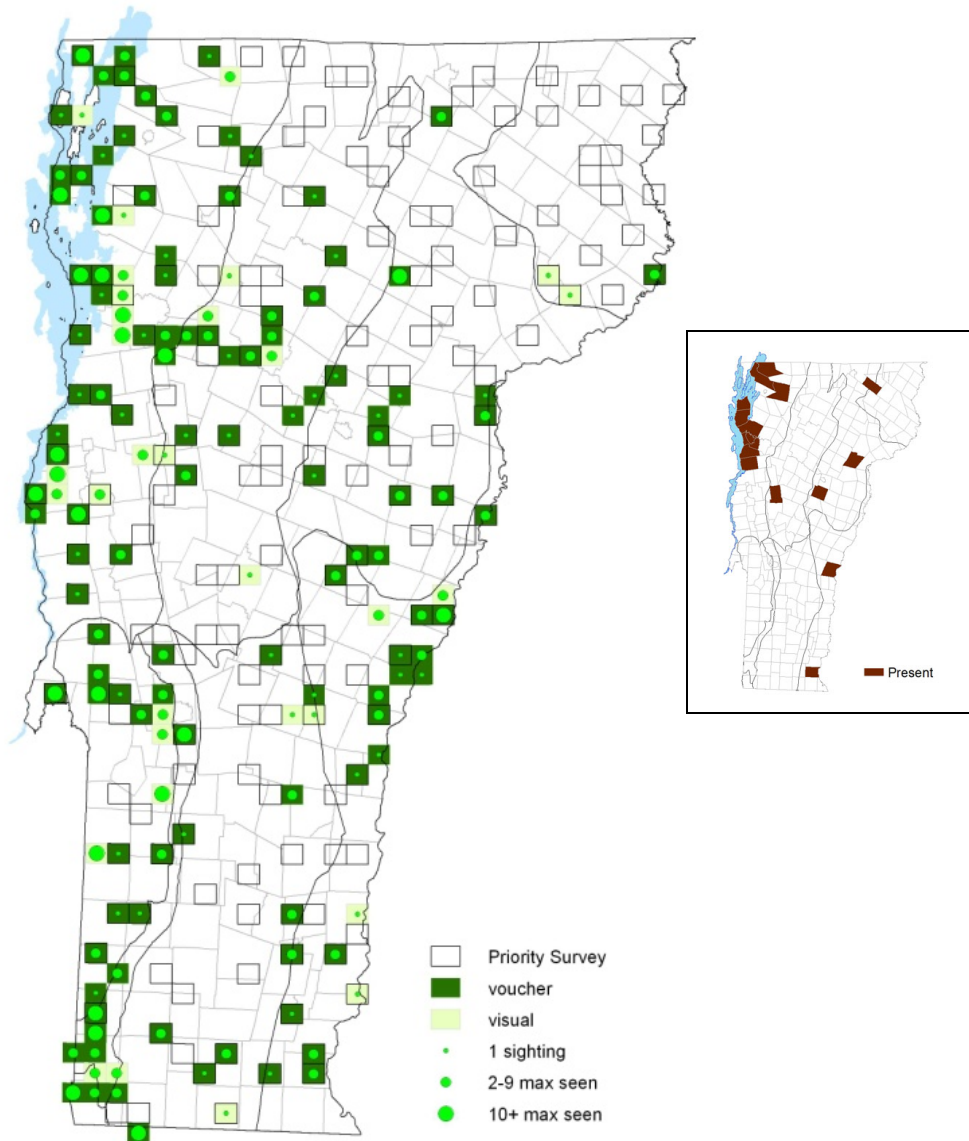 Present
Priority Survey
voucher
visual
1 sighting
2-9 max seen
10+ max seen